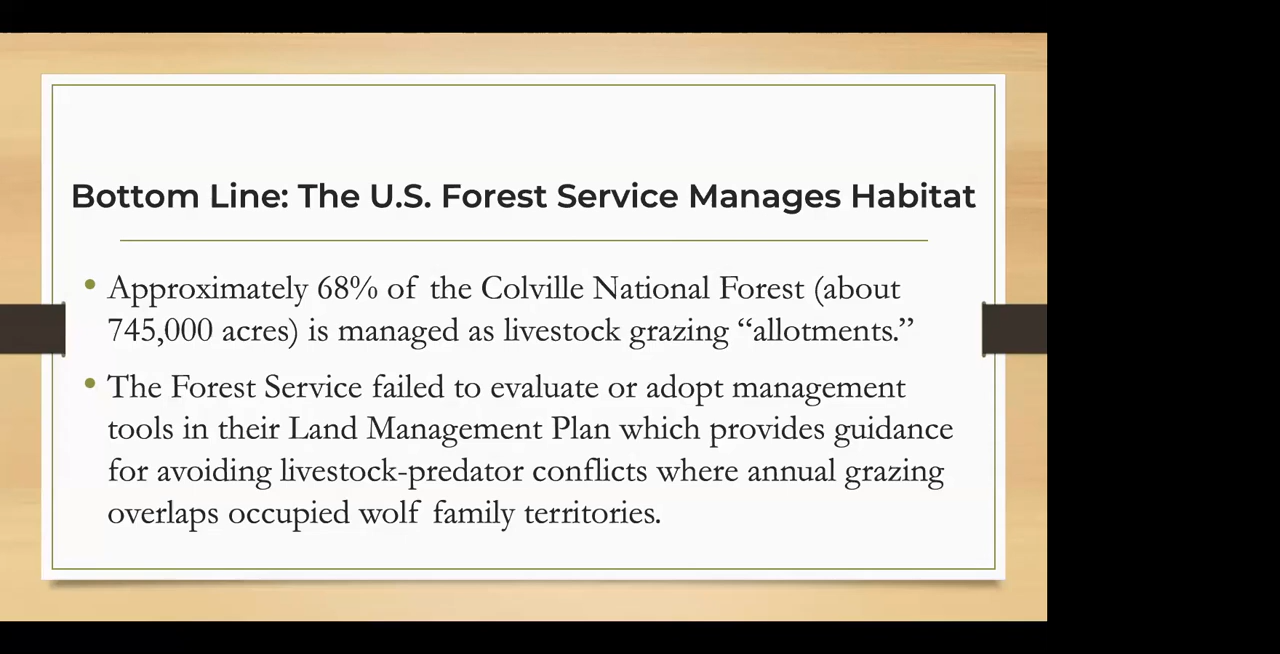 Bottom Line: The U.S. Forest Service Manages Habitat
• Approximately 68% of the Colville National Forest (about
745,000 acres) is managed as livestock grazing “allotments.”
• The Forest Service failed to evaluate or adopt management
tools in their Land Management Plan which provides guidance
for avoiding livestock-predator conflicts where annual grazing
overlaps occupied wolf family territories.